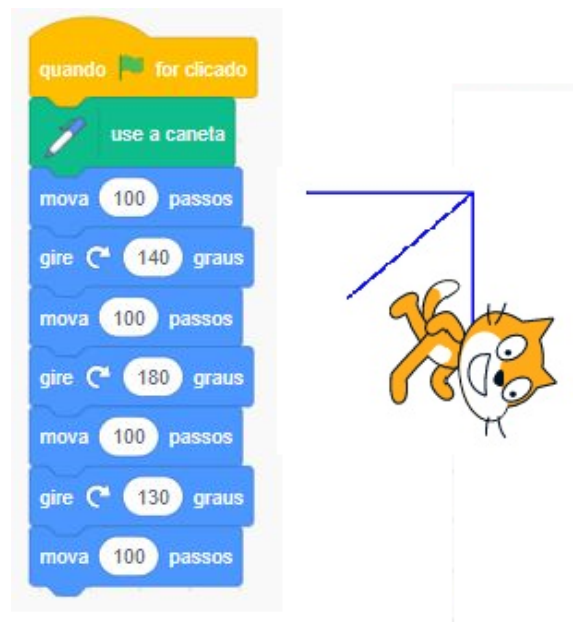 quando for clicado
use a caneta
mova 100 passos
gire 140 graus
mova 100 passos
gire 180 graus
mova 100 passos
gire 130 graus
mova 100 passos